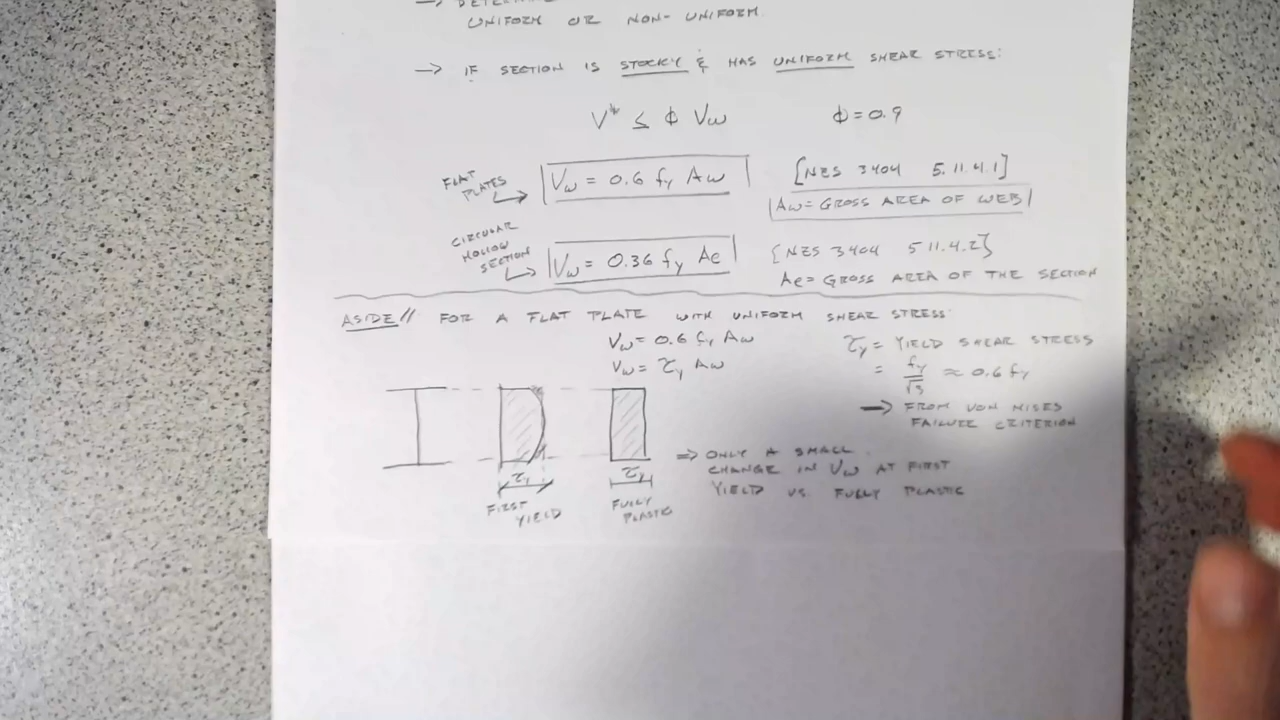 → DETERMINE
UNIFORM OR NON-UNIFORM.
→ IF SECTION IS STOCKY & HAS UNIFORM SHEAR STRESS:
V* ≤ ϕ Vw ϕ = 0.9
FLAT PLATES → Vw = 0.6 fy Aw [NZS 3404 5.11.4.1]
Aw = GROSS AREA OF WEB
CIRCULAR HOLLOW SECTION → Vw = 0.36 fy Ae {NZS 3404 5.11.4.2}
Ae = GROSS AREA OF THE SECTION
ASIDE// FOR A FLAT PLATE WITH UNIFORM SHEAR STRESS:
Vw = 0.6 fy Aw
Vw = τy Aw
τy = YIELD SHEAR STRESS
= fy/√3 ≈ 0.6 fy
→ FROM VON MISES
FAILURE CRITERION
τy
FIRST
YIELD
τy
FULLY
PLASTIC
⇒ ONLY A SMALL
CHANGE IN Vw AT FIRST
YIELD VS. FULLY PLASTIC